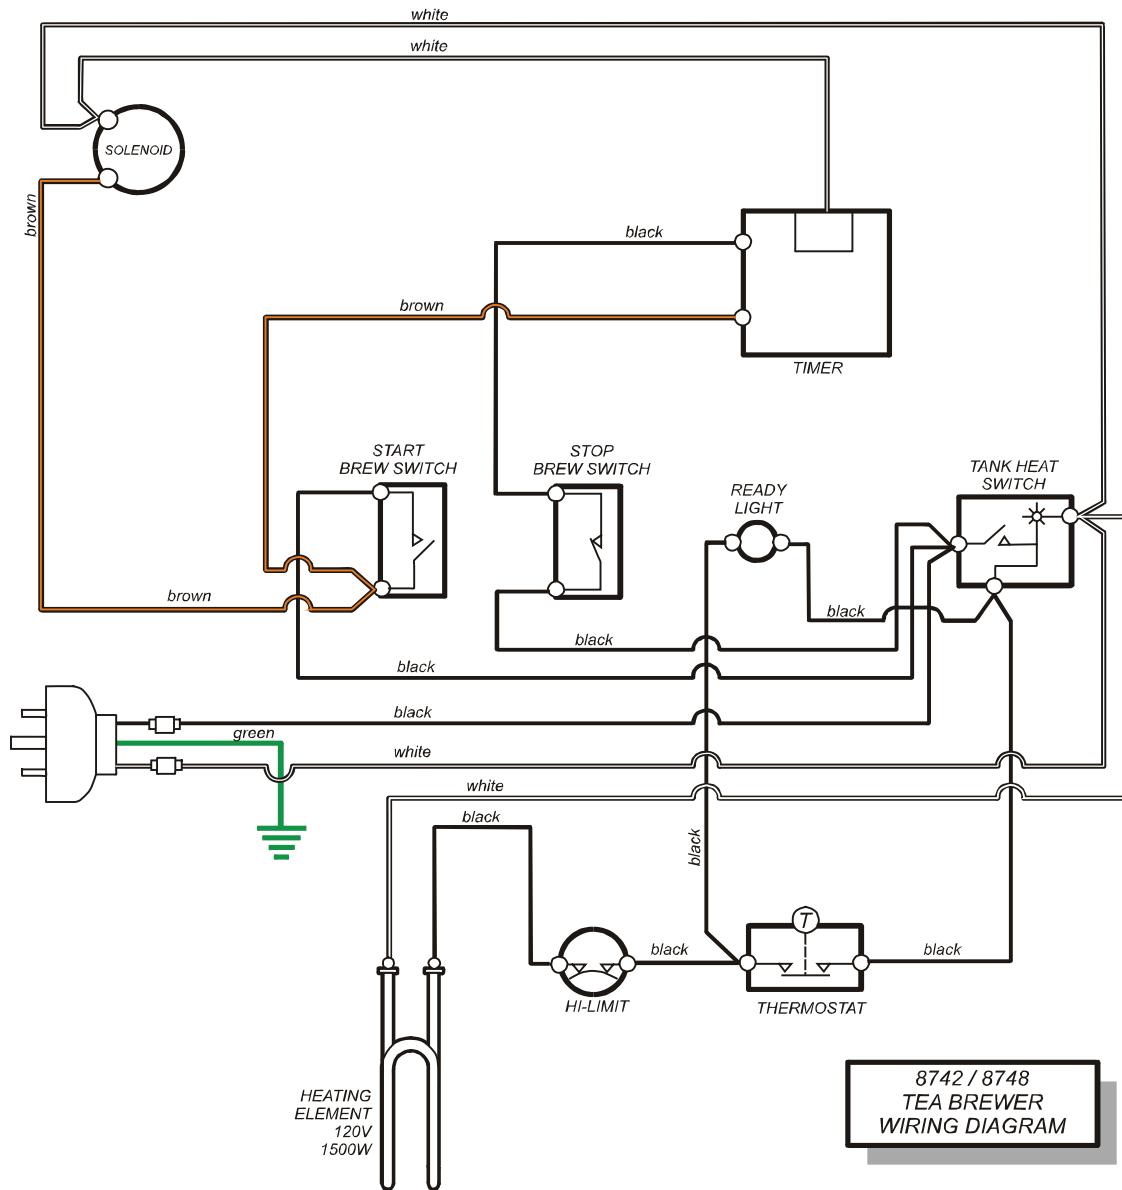 white
white
SOLENOID
brown
black
brown
TIMER
START
BREW SWITCH
STOP
BREW SWITCH
READY
LIGHT
TANK HEAT
SWITCH
brown
black
black
black
black
green
white
white
black
black
T
black
black
HI-LIMIT
THERMOSTAT
HEATING
ELEMENT
120V
1500W
8742 / 8748
TEA BREWER
WIRING DIAGRAM